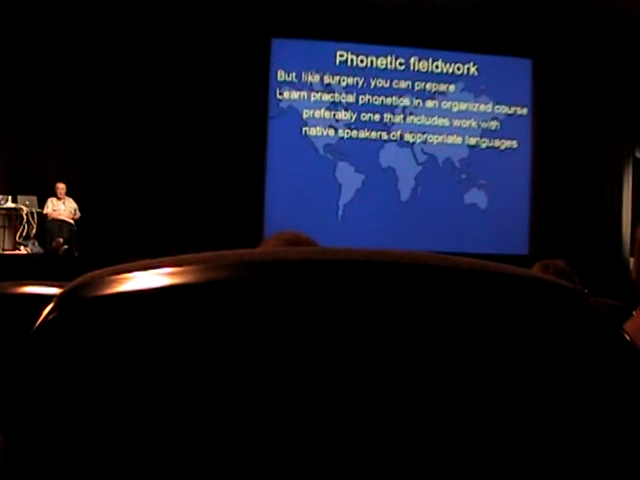 Phonetic fieldwork
But, like surgery, you can prepare
Learn practical phonetics in an organized course
preferably one that includes work with
native speakers of appropriate languages